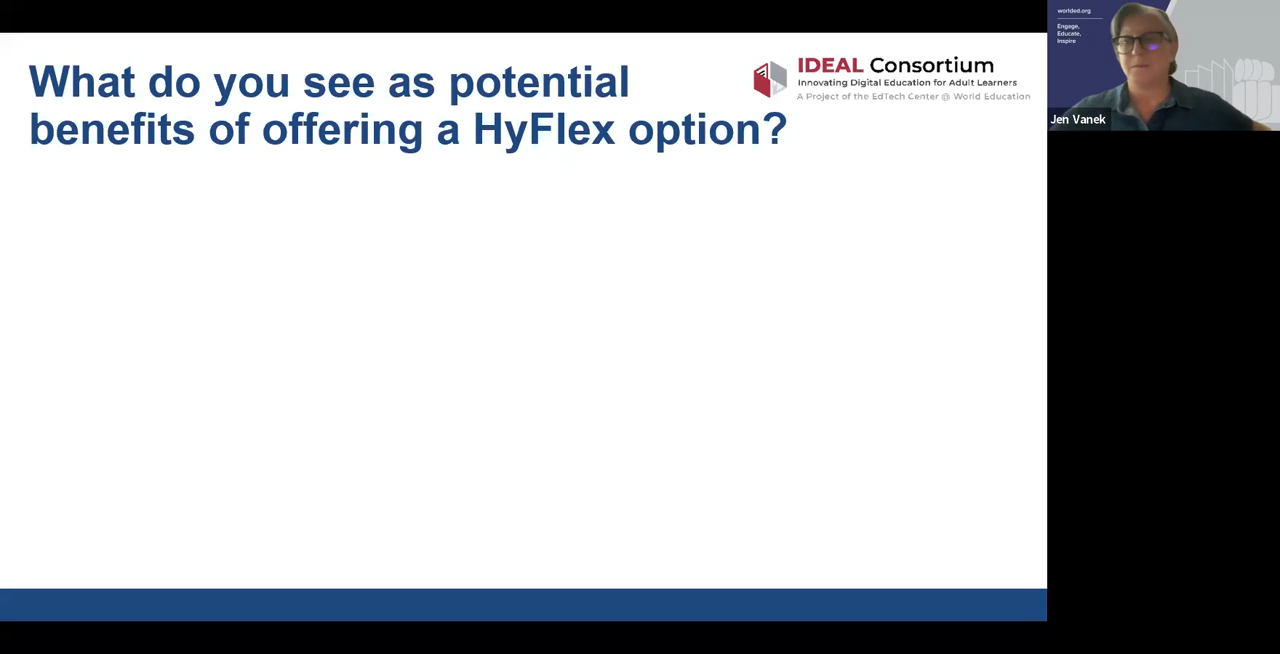 What do you see as potential
benefits of offering a HyFlex option?
IDEAL Consortium
Innovating Digital Education for Adult Learners
A Project of the EdTech Center @ World Education
worlded.org
Engage,
Educate,
Inspire
Jen Vanek